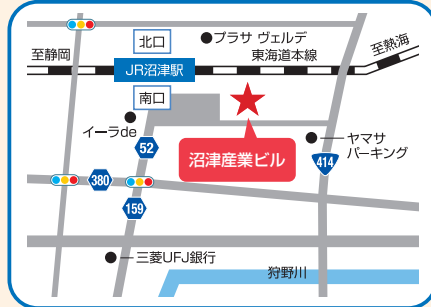 北口
プラサ ヴェルデ
至静岡
東海道本線
至熱海
JR沼津駅
南口
イーラde
52
沼津産業ビル
ヤマサ
パーキング
414
380
159
三菱UFJ銀行
狩野川